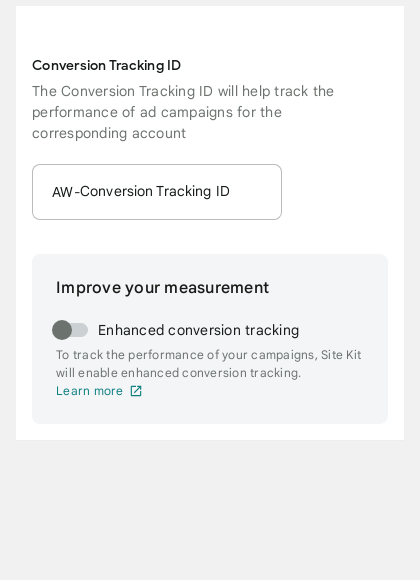 Conversion Tracking ID
The Conversion Tracking ID will help track the
performance of ad campaigns for the
corresponding account
AW-Conversion Tracking ID
Improve your measurement
Enhanced conversion tracking
To track the performance of your campaigns, Site Kit
will enable enhanced conversion tracking.
Learn more